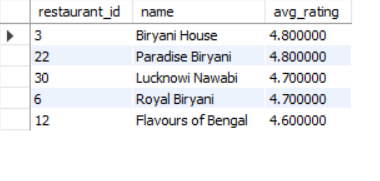 restaurant_id name avg_rating
3 Biryani House 4.800000
22 Paradise Biryani 4.800000
30 Lucknowi Nawabi 4.700000
6 Royal Biryani 4.700000
12 Flavours of Bengal 4.600000